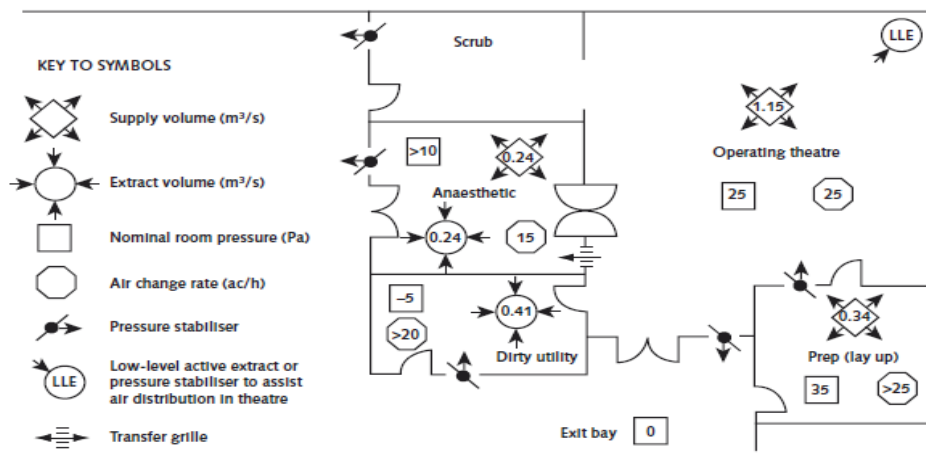 KEY TO SYMBOLS
Supply volume (m³/s)
Extract volume (m³/s)
Nominal room pressure (Pa)
Air change rate (ac/h)
Pressure stabiliser
LLE
Low-level active extract or
pressure stabiliser to assist
air distribution in theatre
Transfer grille
Scrub
LLE
1.15
Operating theatre
25
25
>10
0.24
Anaesthetic
0.24
15
–5
0.41
>20
Dirty utility
0.34
Prep (lay up)
35
>25
Exit bay
0